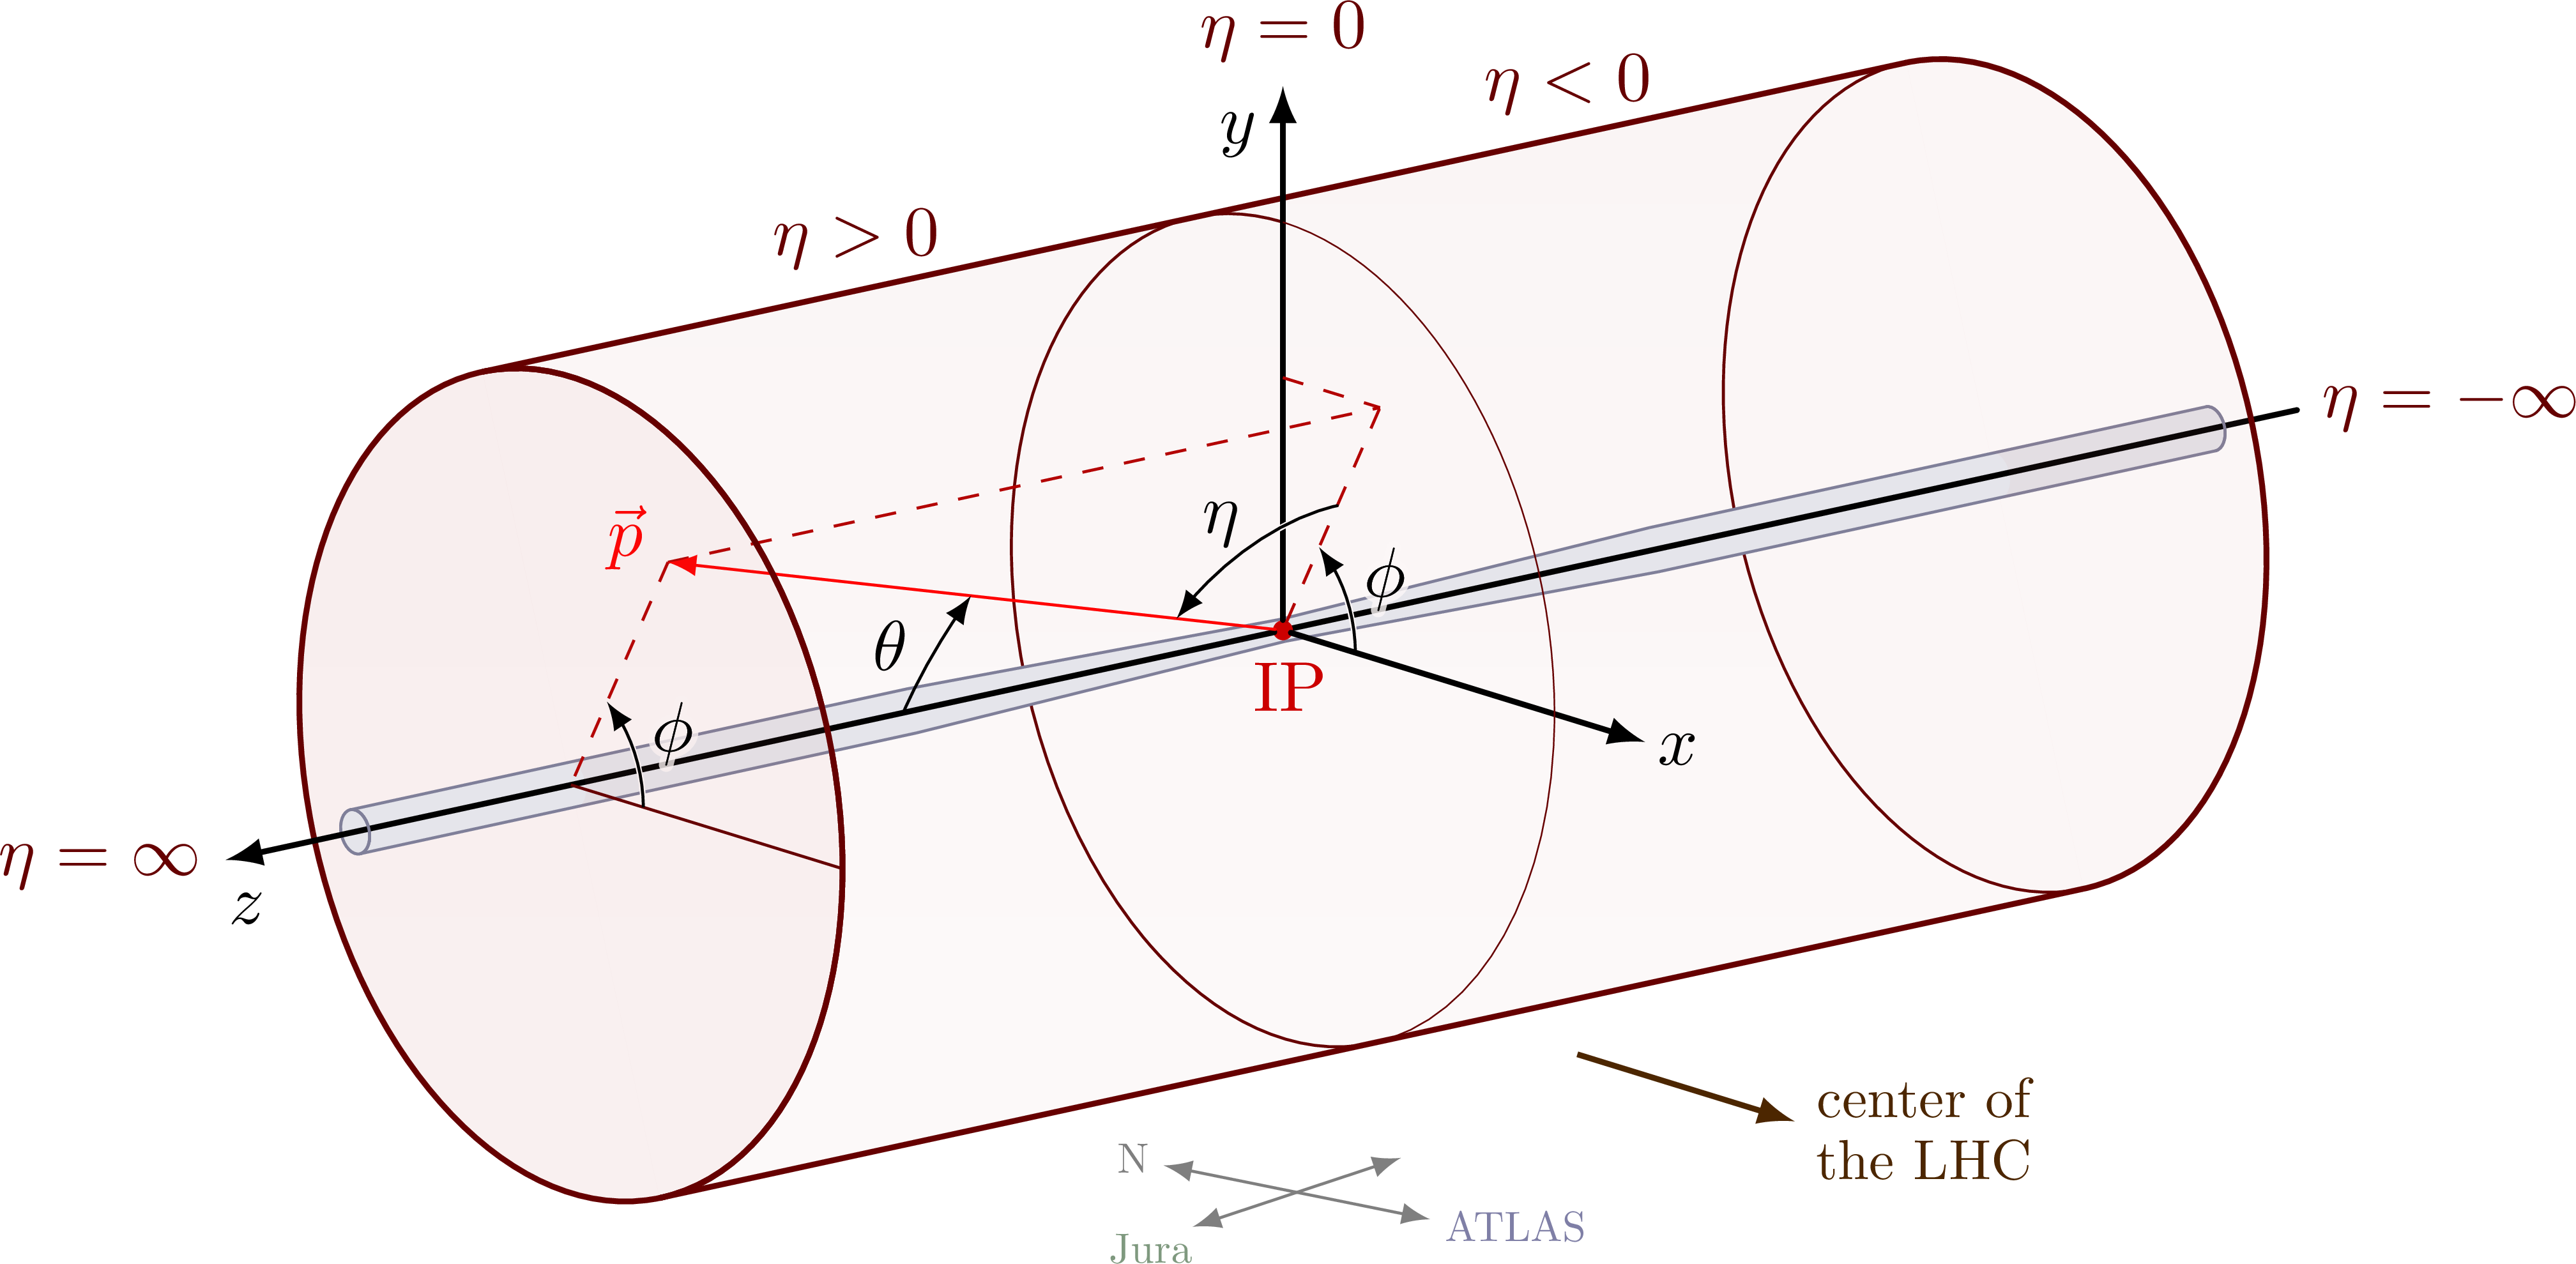 η = 0
η < 0
y
η > 0
η = −∞
η
p⃗
ϕ
θ
IP
ϕ
x
η = ∞
z
center of
the LHC
N
ATLAS
Jura